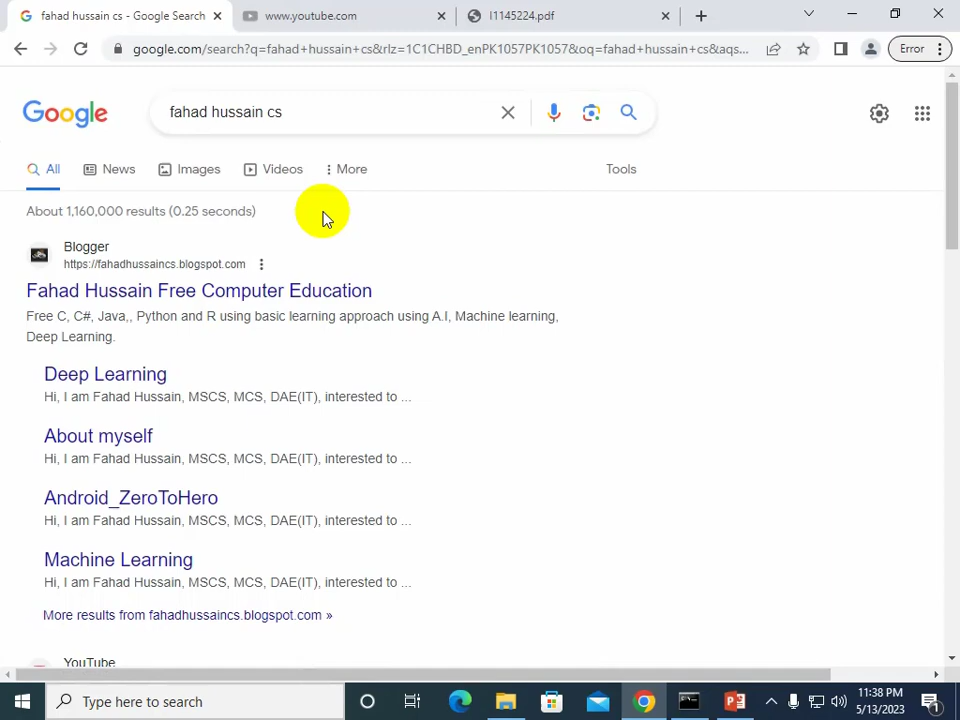 fahad hussain cs - Google Search
www.youtube.com
I1145224.pdf
google.com/search?q=fahad+hussain+cs&rlz=1C1CHBD_enPK1057PK1057&oq=fahad+hussain+cs&aqs...
Error
Google
fahad hussain cs
All
News
Images
Videos
More
Tools
About 1,160,000 results (0.25 seconds)
Blogger
https://fahadhussaincs.blogspot.com
Fahad Hussain Free Computer Education
Free C, C#, Java,, Python and R using basic learning approach using A.I, Machine learning,
Deep Learning.
Deep Learning
Hi, I am Fahad Hussain, MSCS, MCS, DAE(IT), interested to ...
About myself
Hi, I am Fahad Hussain, MSCS, MCS, DAE(IT), interested to ...
Android_ZeroToHero
Hi, I am Fahad Hussain, MSCS, MCS, DAE(IT), interested to ...
Machine Learning
Hi, I am Fahad Hussain, MSCS, MCS, DAE(IT), interested to ...
More results from fahadhussaincs.blogspot.com »
YouTube
Type here to search
11:38 PM
5/13/2023
1